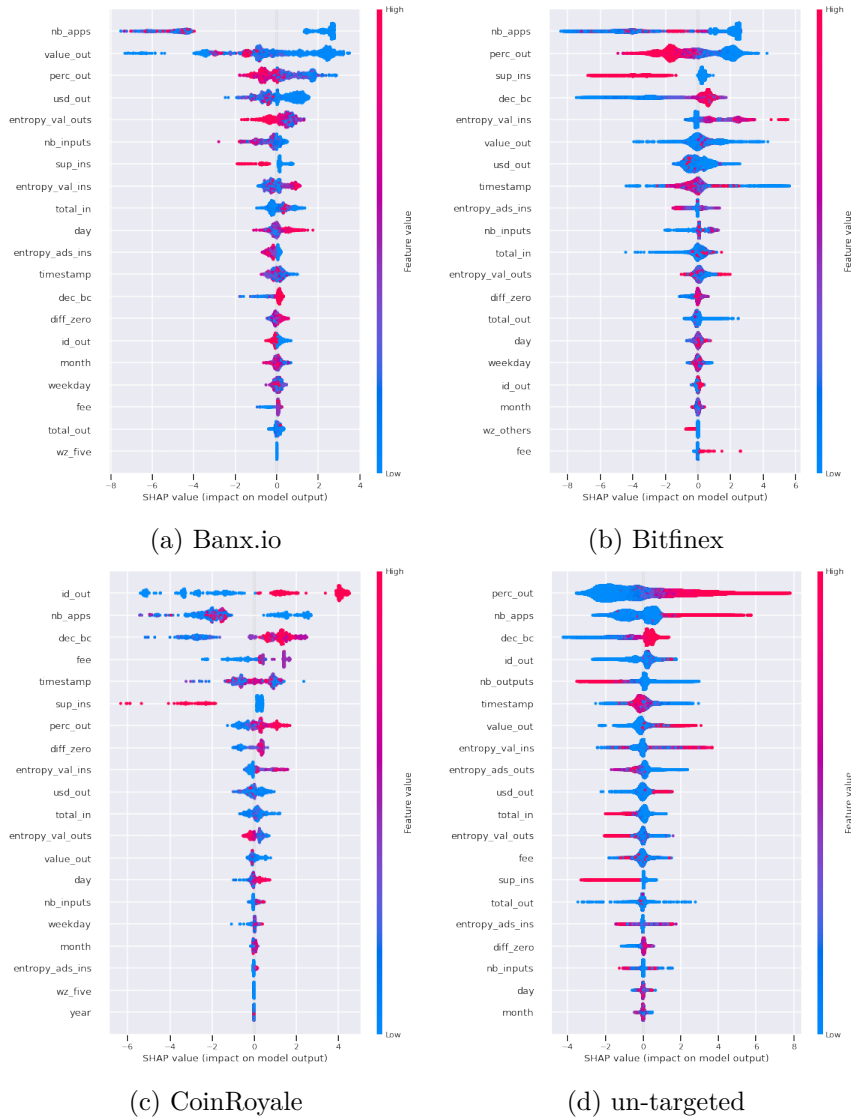 nb_apps
value_out
perc_out
usd_out
entropy_val_outs
nb_inputs
sup_ins
entropy_val_ins
total_in
day
entropy_ads_ins
timestamp
dec_bc
diff_zero
id_out
month
weekday
fee
total_out
wz_five
−8 −6 −4 −2 0 2 4
SHAP value (impact on model output)
High
Feature value
Low
(a) Banx.io
nb_apps
perc_out
sup_ins
dec_bc
entropy_val_ins
value_out
usd_out
timestamp
entropy_ads_ins
nb_inputs
total_in
entropy_val_outs
diff_zero
total_out
day
weekday
id_out
month
wz_others
fee
−8 −6 −4 −2 0 2 4 6
SHAP value (impact on model output)
High
Feature value
Low
(b) Bitfinex
id_out
nb_apps
dec_bc
fee
timestamp
sup_ins
perc_out
diff_zero
entropy_val_ins
usd_out
total_in
entropy_val_outs
value_out
day
nb_inputs
weekday
month
entropy_ads_ins
wz_five
year
−6 −4 −2 0 2 4
SHAP value (impact on model output)
High
Feature value
Low
(c) CoinRoyale
perc_out
nb_apps
dec_bc
id_out
nb_outputs
timestamp
value_out
entropy_val_ins
entropy_ads_outs
usd_out
total_in
entropy_val_outs
fee
sup_ins
total_out
entropy_ads_ins
diff_zero
nb_inputs
day
month
−4 −2 0 2 4 6 8
SHAP value (impact on model output)
High
Feature value
Low
(d) un-targeted